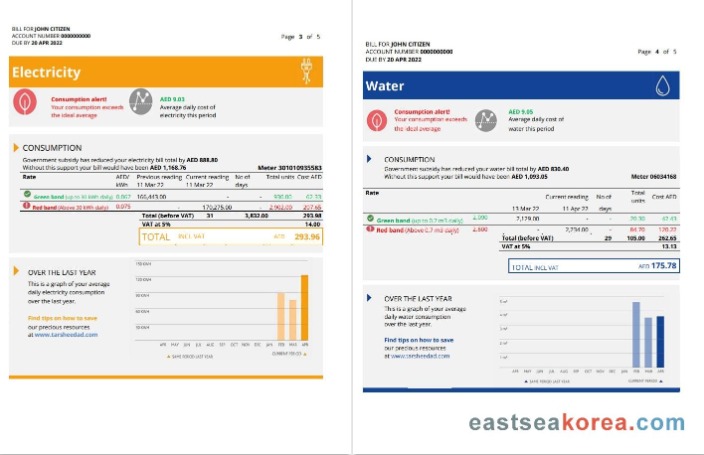 BILL FOR JOHN CITIZEN
ACCOUNT NUMBER 0000000000
DUE BY 20 APR 2022
Page 3 of 5
Electricity
Consumption alert!
Your consumption exceeds
the ideal average
AED 9.03
Average daily cost of
electricity this period
CONSUMPTION
Government subsidy has reduced your electricity bill total by AED 888.80
Without this support your bill would have been AED 1,168.76 Meter 301010935583
Rate AED/ kWh Previous reading 11 Mar 22 Current reading 11 Mar 22 No of days Total units Cost AED
Green band (up to 30 kWh daily) 0.067 166,443.00 - - 930.00 62.33
Red band (Above 30 kWh daily) 0.075 - 170,275.00 - 2,902.00 217.65
Total (before VAT) 31 3,832.00 293.98
VAT at 5% 14.00
TOTAL INCL VAT AED 293.96
OVER THE LAST YEAR
This is a graph of your average
daily electricity consumption
over the last year.
Find tips on how to save
our precious resources
at www.tarsheedad.com
APR MAY JUN JUL AUG SEP OCT NOV DEC JAN FEB MAR APR
SAME PERIOD LAST YEAR
CURRENT PERIOD
BILL FOR JOHN CITIZEN
ACCOUNT NUMBER 0000000000
DUE BY 20 APR 2022
Page 4 of 5
Water
Consumption alert!
Your consumption exceeds
the ideal average
AED 9.05
Average daily cost of
water this period
CONSUMPTION
Government subsidy has reduced your water bill total by AED 830.40
Without this support your bill would have been AED 1,093.05 Meter 06034168
Rate 13 Mar 22 Current reading 11 Apr 22 No of days Total units Cost AED
Green band (up to 0.7 m3 daily) 2.090 7,179.00 - - 20.30 42.43
Red band (Above 0.7 m3 daily) - 2,734.00 - 84.70 220.22
Total (before VAT) 29 105.00 262.65
VAT at 5% 13.13
TOTAL INCL VAT AED 175.78
OVER THE LAST YEAR
This is a graph of your average
daily water consumption
over the last year.
Find tips on how to save
our precious resources
at www.tarsheedad.com
APR MAY JUN JUL AUG SEP OCT NOV DEC JAN FEB MAR APR
SAME PERIOD LAST YEAR
CURRENT PERIOD
eastseakorea.com